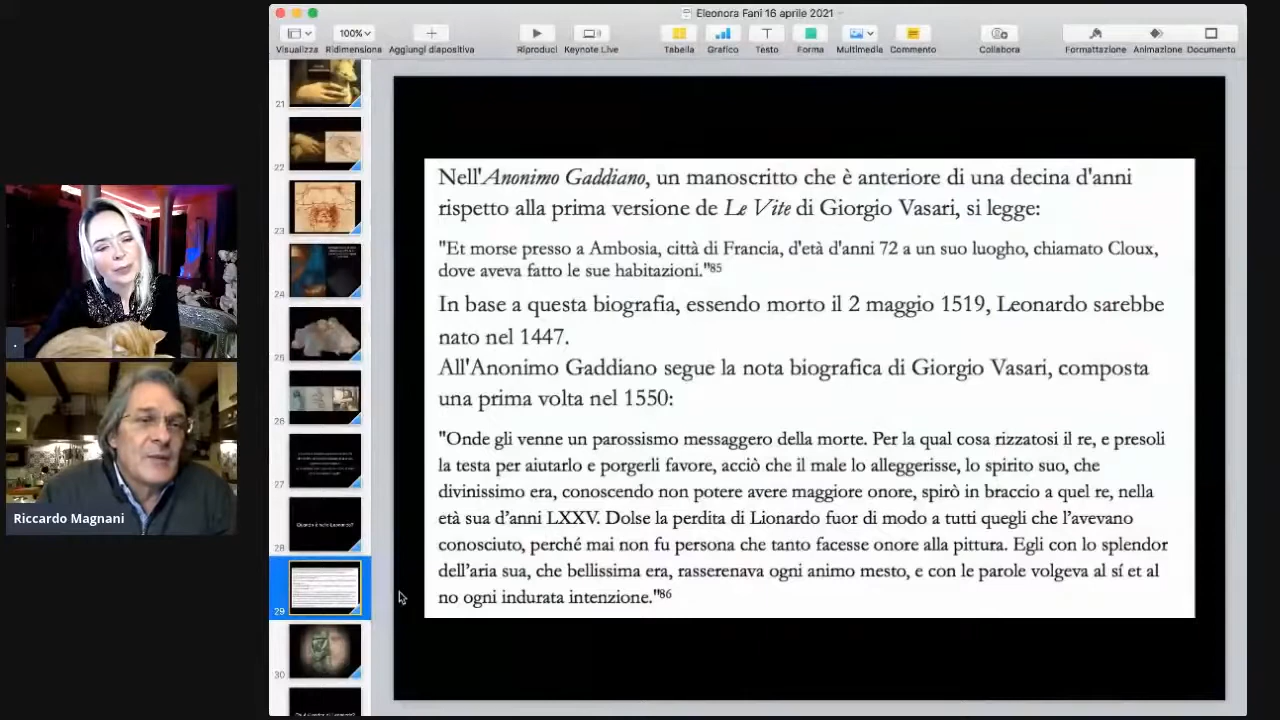 Eleonora Fani 16 aprile 2021
100%
Visualizza
Ridimensiona
Aggiungi diapositiva
Riproduci
Keynote Live
Tabella
Grafico
Testo
Forma
Multimedia
Commento
Collabora
Formattazione
Animazione
Documento
21
22
23
24
25
26
27
28
29
30
Quando è nato Leonardo?
Riccardo Magnani
Nell'Anonimo Gaddiano, un manoscritto che è anteriore di una decina d'anni
rispetto alla prima versione de Le Vite di Giorgio Vasari, si legge:
"Et morse presso a Ambosia, città di Francia, d'età d'anni 72 a un suo luogho, chiamato Cloux,
dove aveva fatto le sue habitazioni."85
In base a questa biografia, essendo morto il 2 maggio 1519, Leonardo sarebbe
nato nel 1447.
All'Anonimo Gaddiano segue la nota biografica di Giorgio Vasari, composta
una prima volta nel 1550:
"Onde gli venne un parossismo messaggero della morte. Per la qual cosa rizzatosi il re, e presoli
la testa per aiutarlo e porgerli favore, acciò che il male lo alleggerisse, lo spirito suo, che
divinissimo era, conoscendo non potere avere maggiore onore, spirò in braccio a quel re, nella
età sua d'anni LXXV. Dolse la perdita di Lionardo fuor di modo a tutti quegli che l'avevano
conosciuto, perché mai non fu persona che tanto facesse onore alla pittura. Egli con lo splendor
dell'aria sua, che bellissima era, rasserenava ogni animo mesto, e con le parole volgeva al sì et al
no ogni indurata intenzione."86